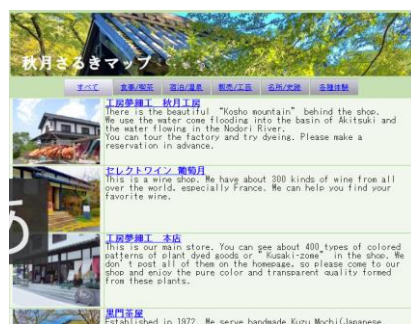 秋月さるきマップ
すべて 食事/喫茶 宿泊/温泉 販売/工芸 名所/史跡 各種体験
工房夢細工 秋月工房
There is the beautiful "Kosho mountain" behind the shop.
We use the water come flooding into the basin of Akitsuki and
the water flowing in the Nodori River.
You can tour the factory and try dyeing. Please make a
reservation in advance.
セレクトワイン 葡萄月
This is a wine shop. We have about 300 kinds of wine from all
over the world. especially France. We can help you find your
favorite wine.
工房夢細工 本店
This is our main store. You can see about 400 types of colored
patterns of plant dyed goods or "Kusaki-zome" in the shop. We
don't post all of them on the homepage. so please come to our
shop and enjoy the pure color and transparent quality formed
from these plants.
黒門茶屋
Established in 1972. We serve handmade Kuzu Mochi(Japanese